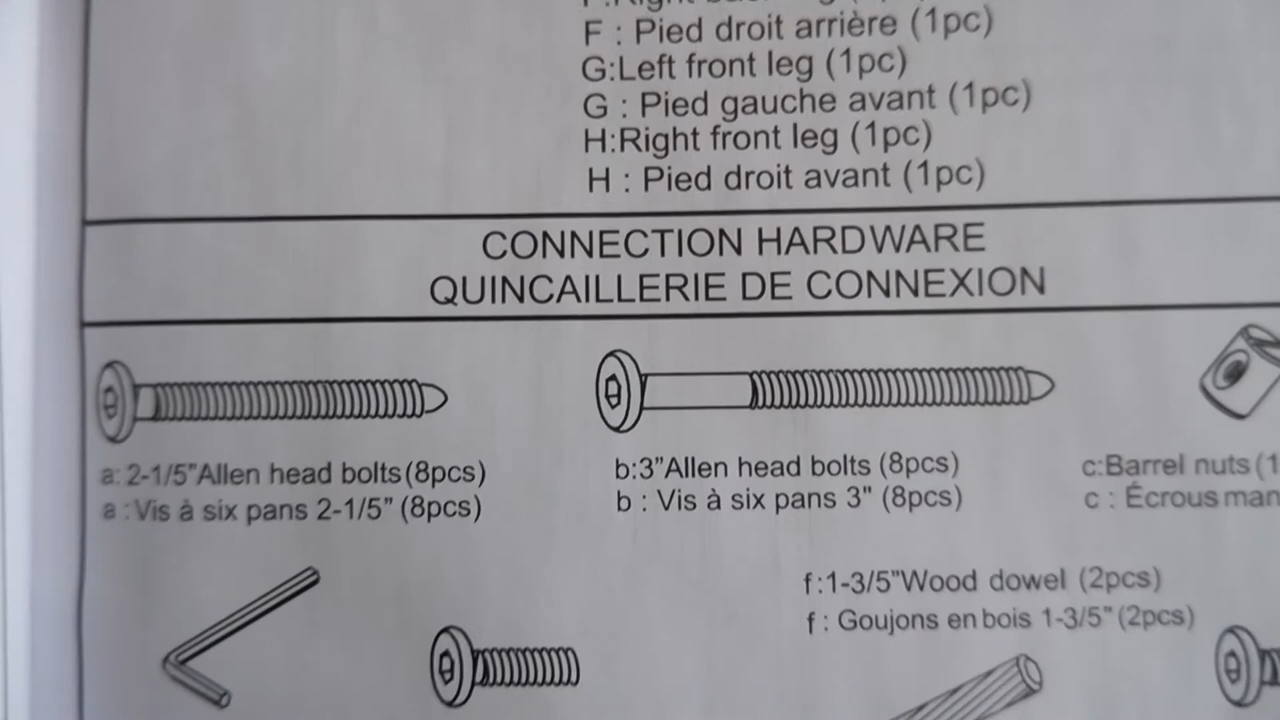 F : Pied droit arrière (1pc)
G:Left front leg (1pc)
G : Pied gauche avant (1pc)
H:Right front leg (1pc)
H : Pied droit avant (1pc)
CONNECTION HARDWARE
QUINCAILLERIE DE CONNEXION
a:2-1/5"Allen head bolts(8pcs)
a :Vis à six pans 2-1/5" (8pcs)
b:3”Allen head bolts (8pcs)
b : Vis à six pans 3" (8pcs)
c:Barrel nuts (1
c : Écrous
f:1-3/5"Wood dowel (2pcs)
f : Goujons en bois 1-3/5" (2pcs)